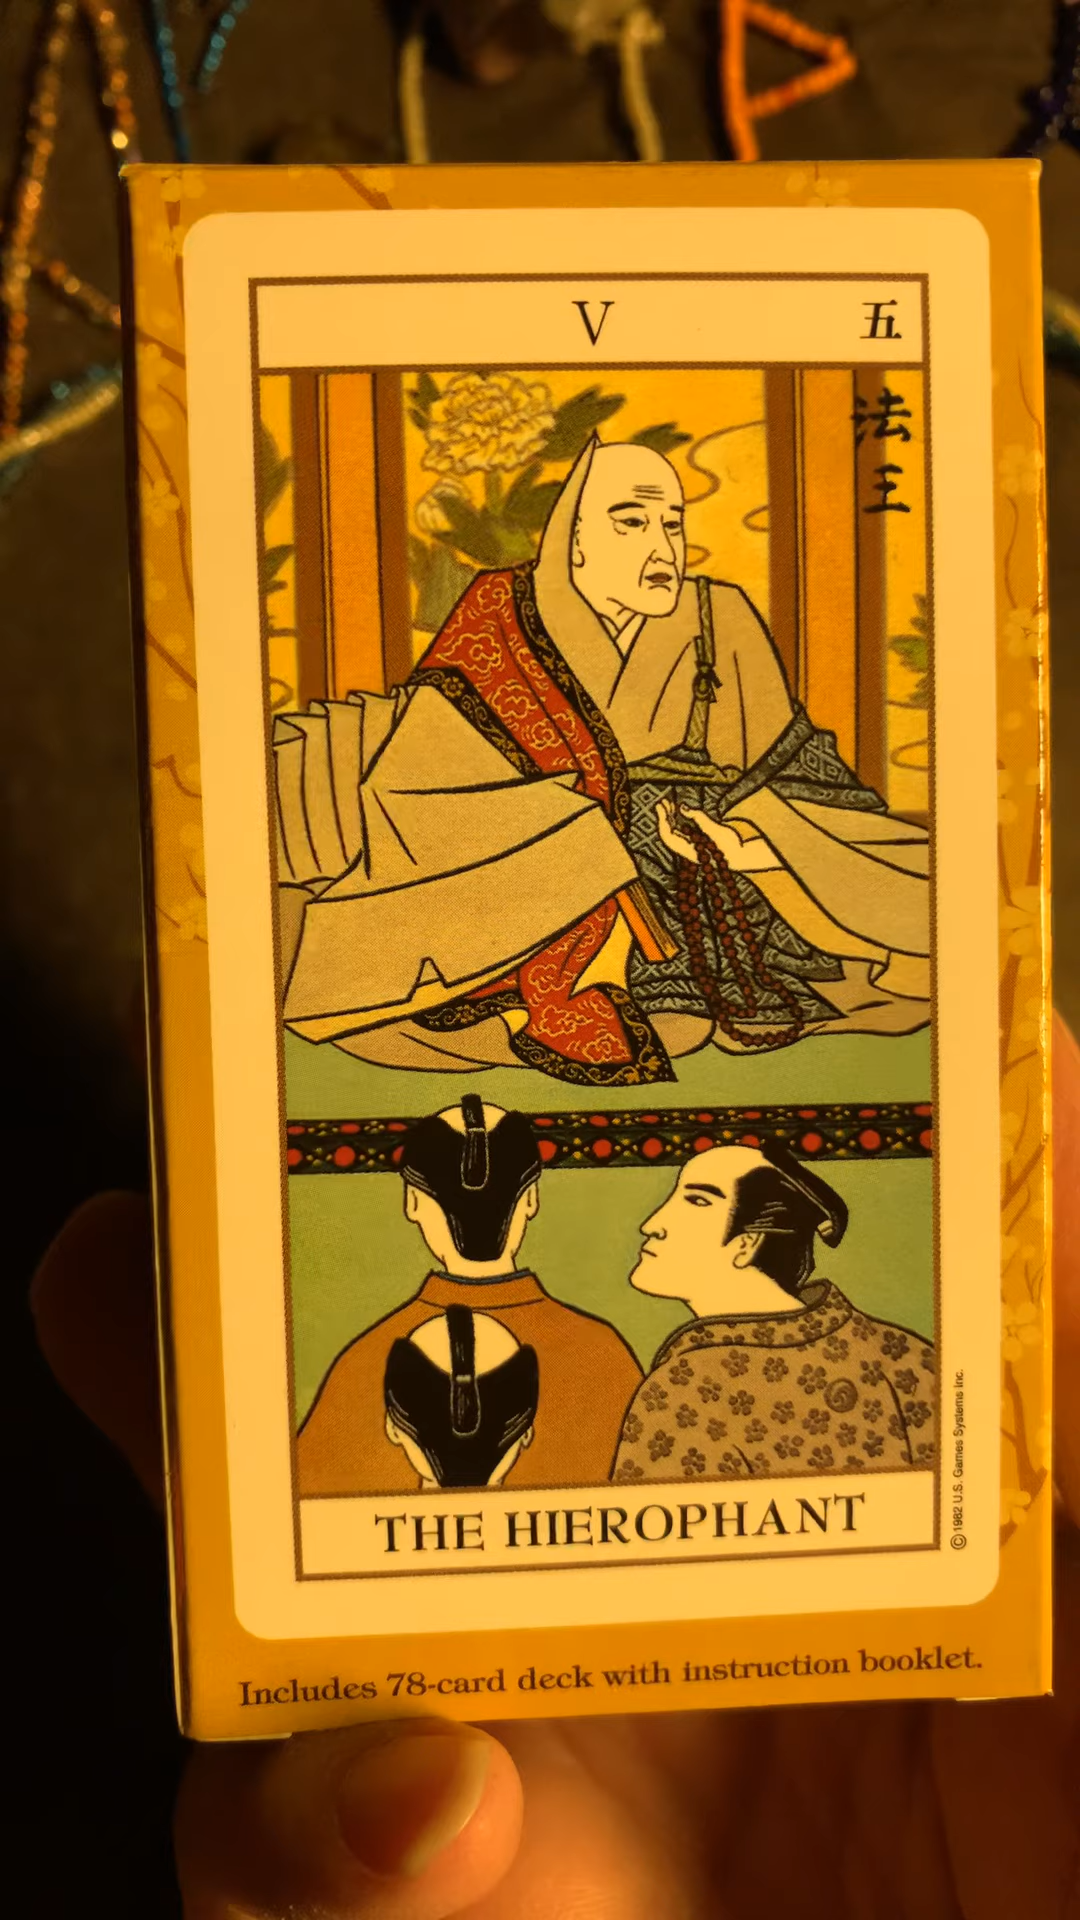 V 五
法
王
THE HIEROPHANT
©1982 U.S. Games Systems Inc.
Includes 78-card deck with instruction booklet.